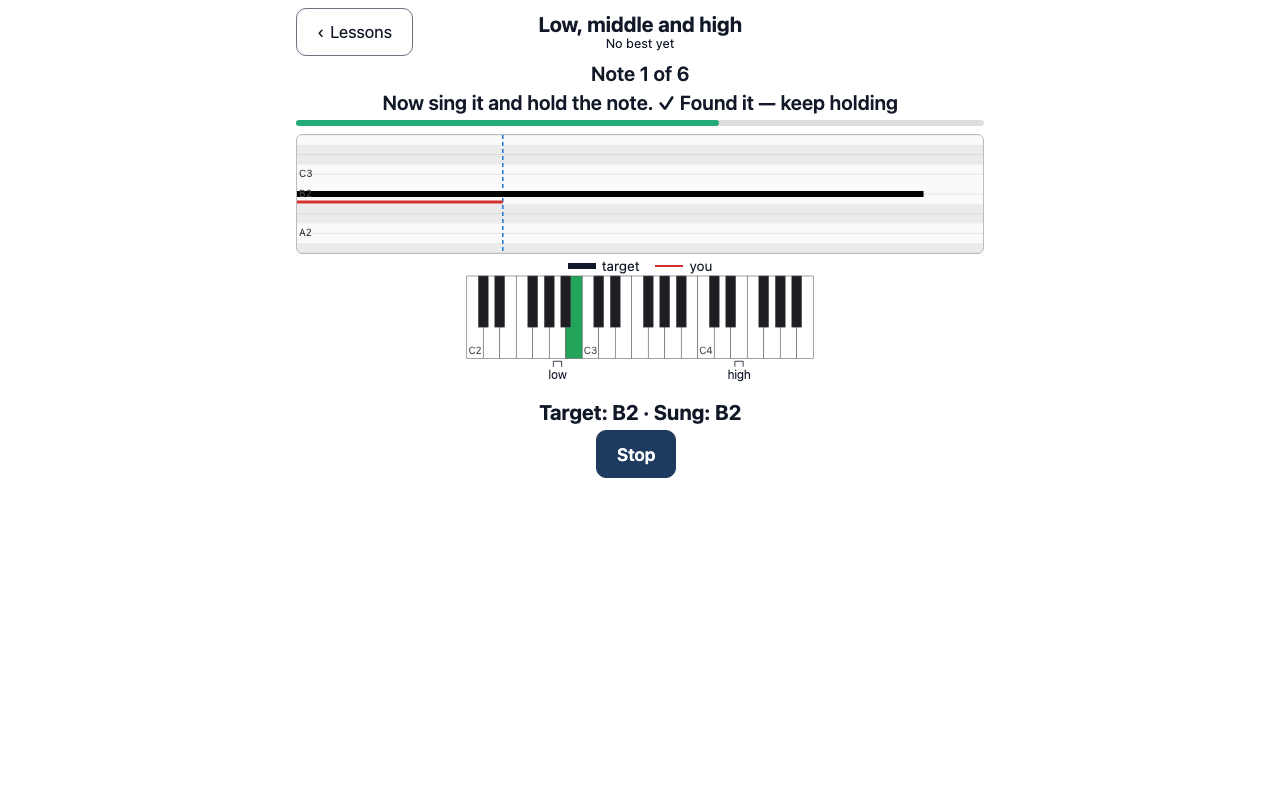 ‹ Lessons
Low, middle and high
No best yet
Note 1 of 6
Now sing it and hold the note. ✓ Found it — keep holding
C3
B2
A2
target
you
C2
C3
C4
low
high
Target: B2 · Sung: B2
Stop